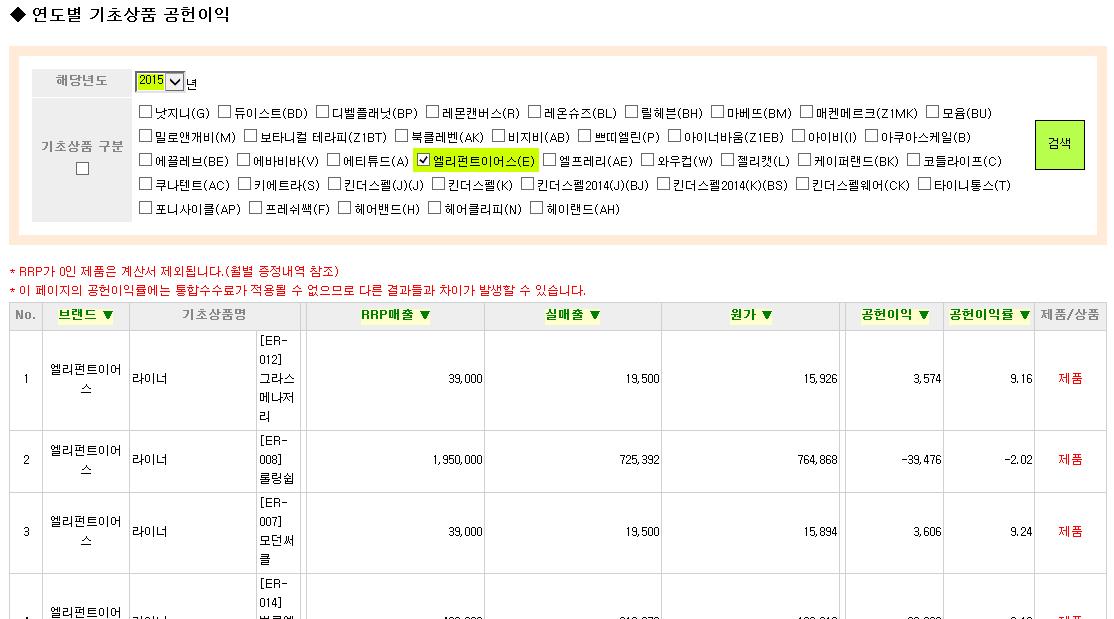 ◆ 연도별 기초상품 공헌이익
해당년도 2015 년
기초상품 구분
낫지니(G) 듀이스트(BD) 디벨플래닛(BP) 레몬캔버스(R) 레온슈즈(BL) 릴헤븐(BH) 마베뜨(BM) 매켄메르크(Z1MK) 모윰(BU)
밀로앤개비(M) 보타니컬 테라피(Z1BT) 북클레벤(AK) 비지비(AB) 쁘띠엘린(P) 아이너바움(Z1EB) 아이비(I) 아쿠아스케일(B)
에끌레브(BE) 에바비바(V) 에티튜드(A) 엘리펀트이어스(E) 엘프레리(AE) 와우컵(W) 젤리캣(L) 케이퍼랜드(BK) 코들라이프(C)
쿠나텐트(AC) 키에트라(S) 킨더스펠(J)(J) 킨더스펠(K) 킨더스펠2014(J)(BJ) 킨더스펠2014(K)(BS) 킨더스펠웨어(CK) 타이니통스(T)
포니사이클(AP) 프레쉬쌕(F) 헤어밴드(H) 헤어클리피(N) 헤이랜드(AH)
검색
* RRP가 0인 제품은 계산서 제외됩니다.(월별 증정내역 참조)
* 이 페이지의 공헌이익률에는 통합수수료가 적용될 수 없으므로 다른 결과들과 차이가 발생할 수 있습니다.
No. 브랜드 ▼ 기초상품명 RRP매출 ▼ 실매출 ▼ 원가 ▼ 공헌이익 ▼ 공헌이익률 ▼ 제품/상품
1 엘리펀트이어스 라이너 [ER-012] 그라스메나저리 39,000 19,500 15,926 3,574 9.16 제품
2 엘리펀트이어스 라이너 [ER-008] 롤링쉽 1,950,000 725,392 764,868 -39,476 -2.02 제품
3 엘리펀트이어스 라이너 [ER-007] 모던써클 39,000 19,500 15,894 3,606 9.24 제품
엘리펀트이어 [ER-014]